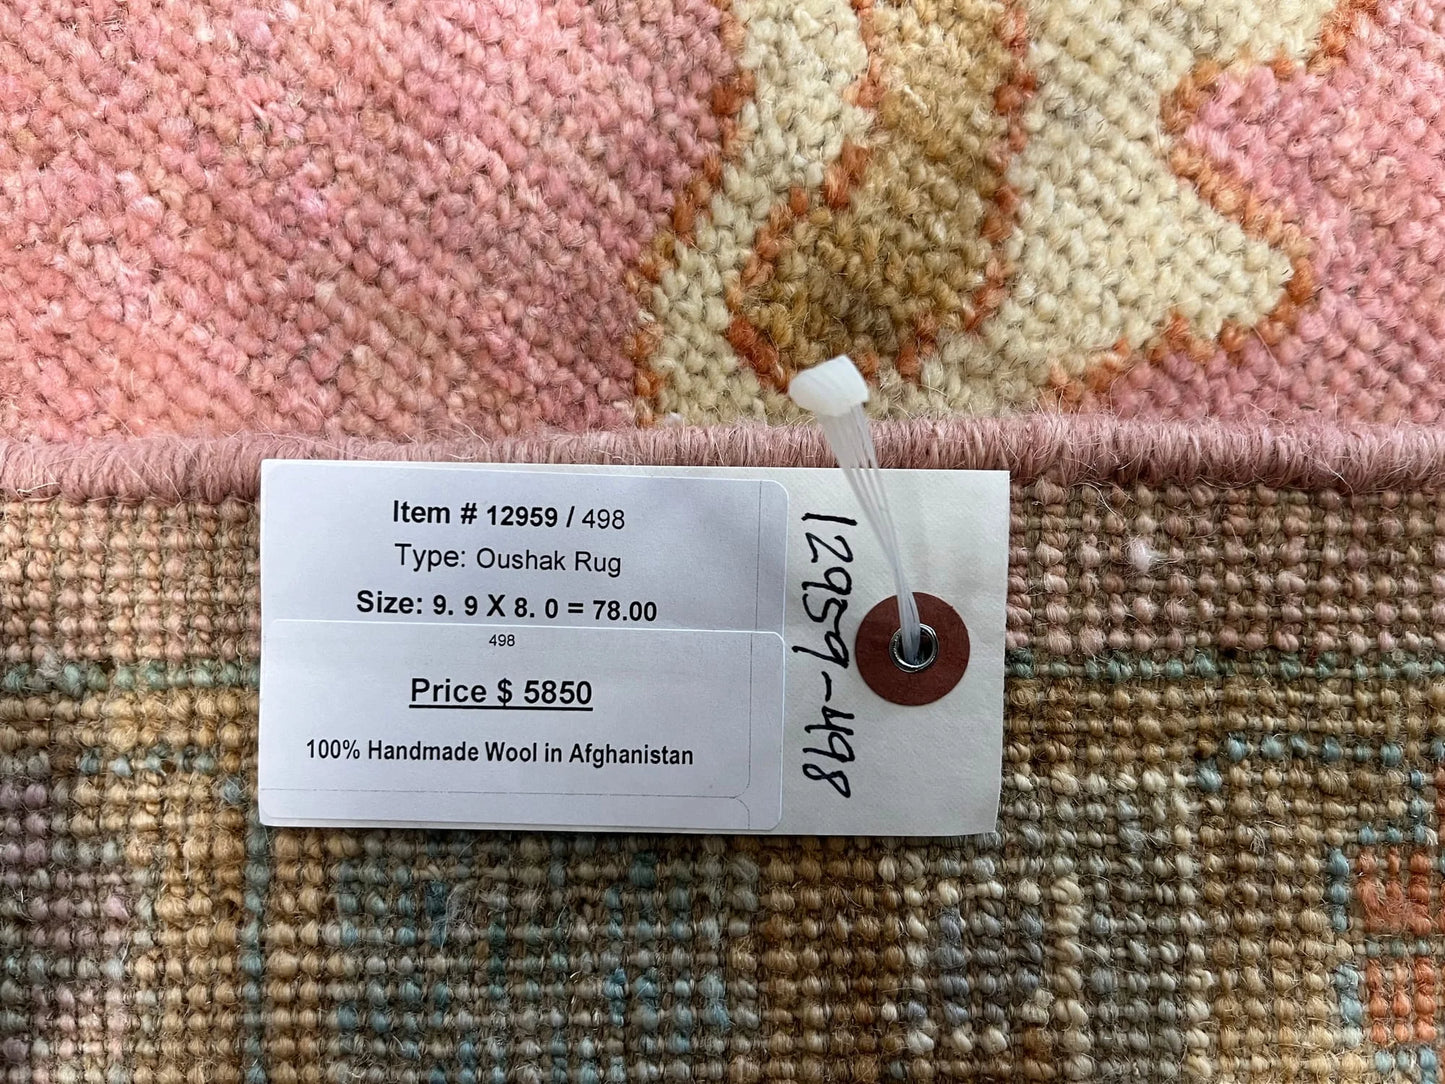 Item # 12959 / 498
Type: Oushak Rug
Size: 9. 9 X 8. 0 = 78.00
498
Price $ 5850
100% Handmade Wool in Afghanistan
12959-498